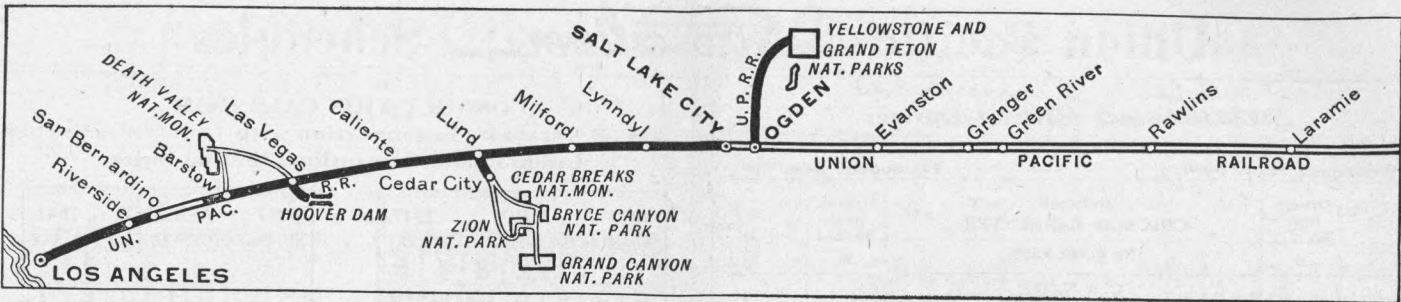 LOS ANGELES
Riverside
San Bernardino
Barstow
DEATH VALLEY
NAT. MON.
Las Vegas
HOOVER DAM
UN. PAC. R.R.
Caliente
Lund
Cedar City
CEDAR BREAKS
NAT. MON.
BRYCE CANYON
NAT. PARK
ZION
NAT. PARK
GRAND CANYON
NAT. PARK
Milford
Lynndyl
SALT LAKE CITY
U.P. R.R.
OGDEN
YELLOWSTONE AND
GRAND TETON
NAT. PARKS
Evanston
Granger
Green River
Rawlins
Laramie
UNION PACIFIC RAILROAD